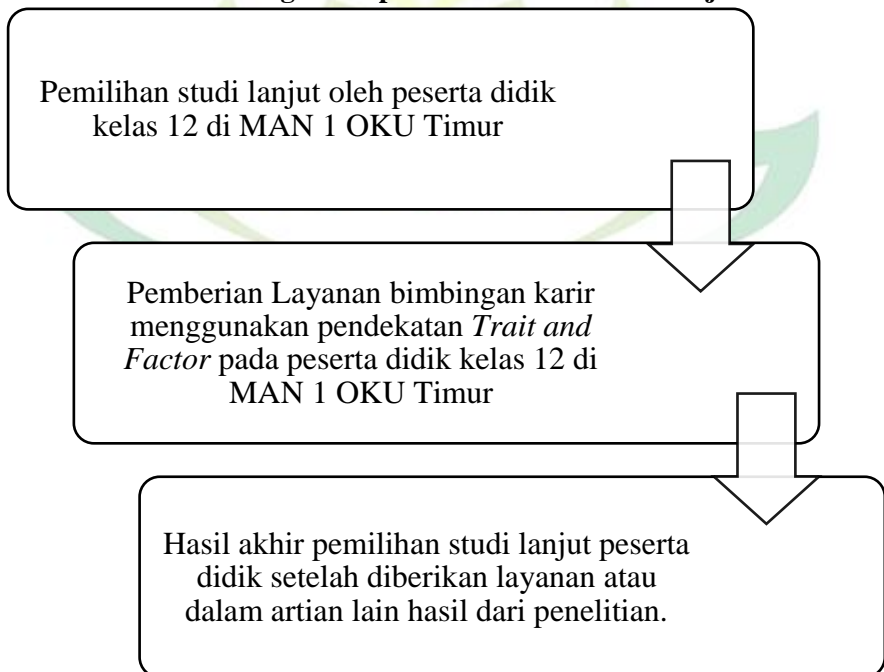 Pemilihan studi lanjut oleh peserta didik
kelas 12 di MAN 1 OKU Timur
Pemberian Layanan bimbingan karir
menggunakan pendekatan Trait and
Factor pada peserta didik kelas 12 di
MAN 1 OKU Timur
Hasil akhir pemilihan studi lanjut peserta
didik setelah diberikan layanan atau
dalam artian lain hasil dari penelitian.